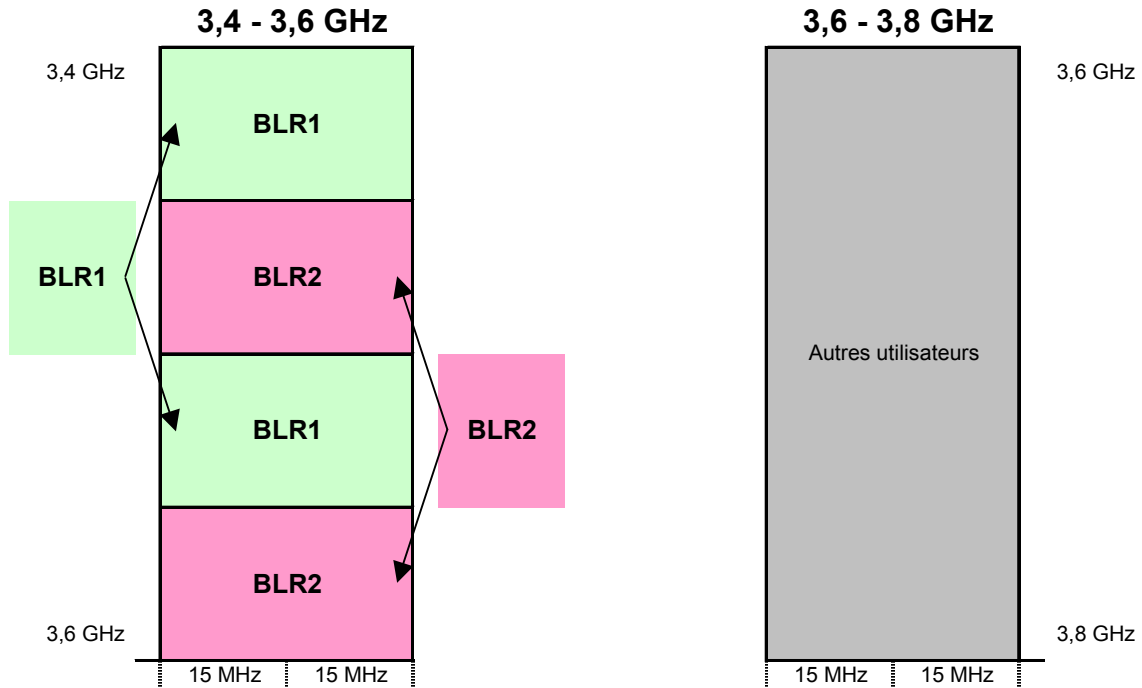 3,4 - 3,6 GHz
3,6 - 3,8 GHz
3,4 GHz
3,6 GHz
BLR1
BLR1
BLR2
Autres utilisateurs
BLR1
BLR2
BLR2
3,6 GHz
3,8 GHz
15 MHz
15 MHz
15 MHz
15 MHz